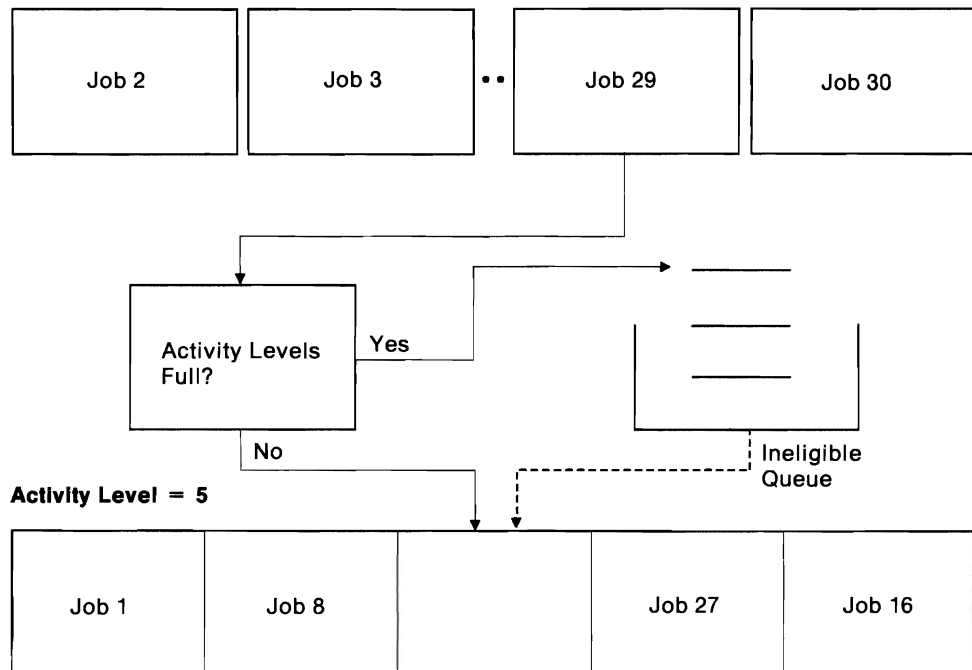 Job 2
Job 3
Job 29
Job 30
Activity Levels
Full?
Yes
No
Ineligible
Queue
Activity Level = 5
Job 1
Job 8
Job 27
Job 16